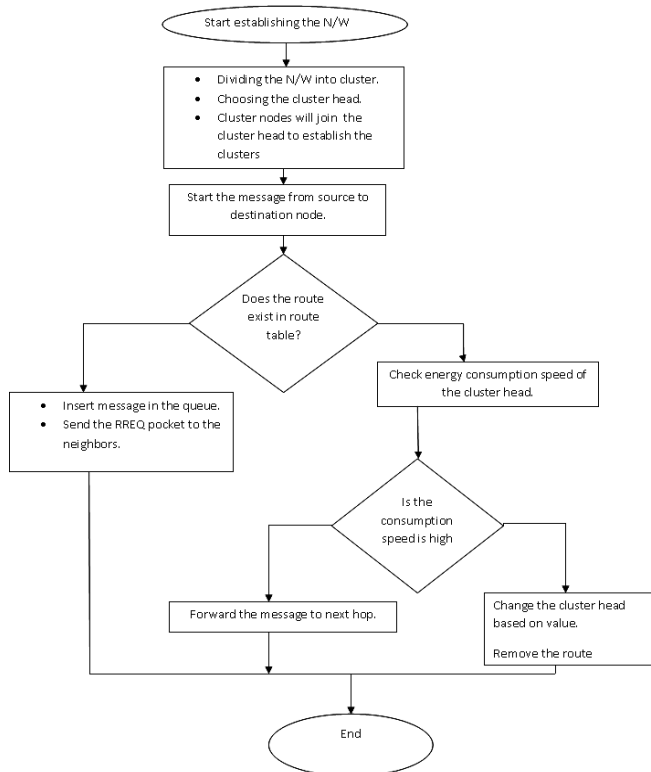 Start establishing the N/W
• Dividing the N/W into cluster.
• Choosing the cluster head.
• Cluster nodes will join the
cluster head to establish the
clusters
Start the message from source to
destination node.
Does the route
exist in route
table?
• Insert message in the queue.
• Send the RREQ pocket to the
neighbors.
Check energy consumption speed of
the cluster head.
Is the
consumption
speed is high
Forward the message to next hop.
Change the cluster head
based on value.
Remove the route
End